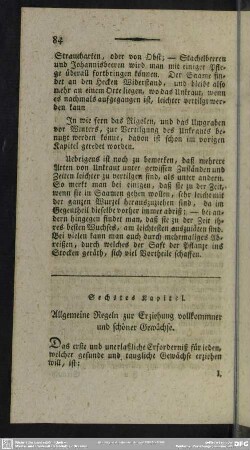 84
Straucharten, oder von Obst; — Stachelbeeren
und Johannisbeeren wird man mit einiger Pfle-
ge überall fortbringen können. Der Saame fin-
det an den Hecken Widerstand, und bleibt also
mehr an einem Orte liegen, wo das Unkraut, wenn
es nachmals aufgegangen ist, leichter vertilgt wer-
den kann.
In wie fern das Rigolen, und das Umgraben
vor Winters, zur Vertilgung des Unkrauts be-
nutzt werden könne, davon ist schon im vorigen
Kapitel geredet worden.
Uebrigens ist noch zu bemerken, daß mehrere
Arten von Unkraut unter gewissen Zuständen und
Zeiten leichter zu vertilgen sind, als unter andern.
So merkt man bei einigen, daß sie zu der Zeit,
wenn sie in Saamen gehen wollen, sehr leicht mit
der ganzen Wurzel herauszuziehen sind, da im
Gegentheil dieselbe vorher immer abreißt; — bei an-
dern hingegen findet man, daß sie zu der Zeit ih-
res besten Wuchses, am leichtesten auszujäten sind.
Bei vielen kann man auch durch mehrmaliges Ab-
reißen, durch welches der Saft der Pflanze ins
Stocken geräth, sich viel Vortheile schaffen.
Sechstes Kapitel.
Allgemeine Regeln zur Erziehung vollkommner
und schöner Gewächse.
Das erste und unerlaßliche Erforderniß für jeden,
welcher gesunde und taugliche Gewächse erziehen
will, ist:
1.